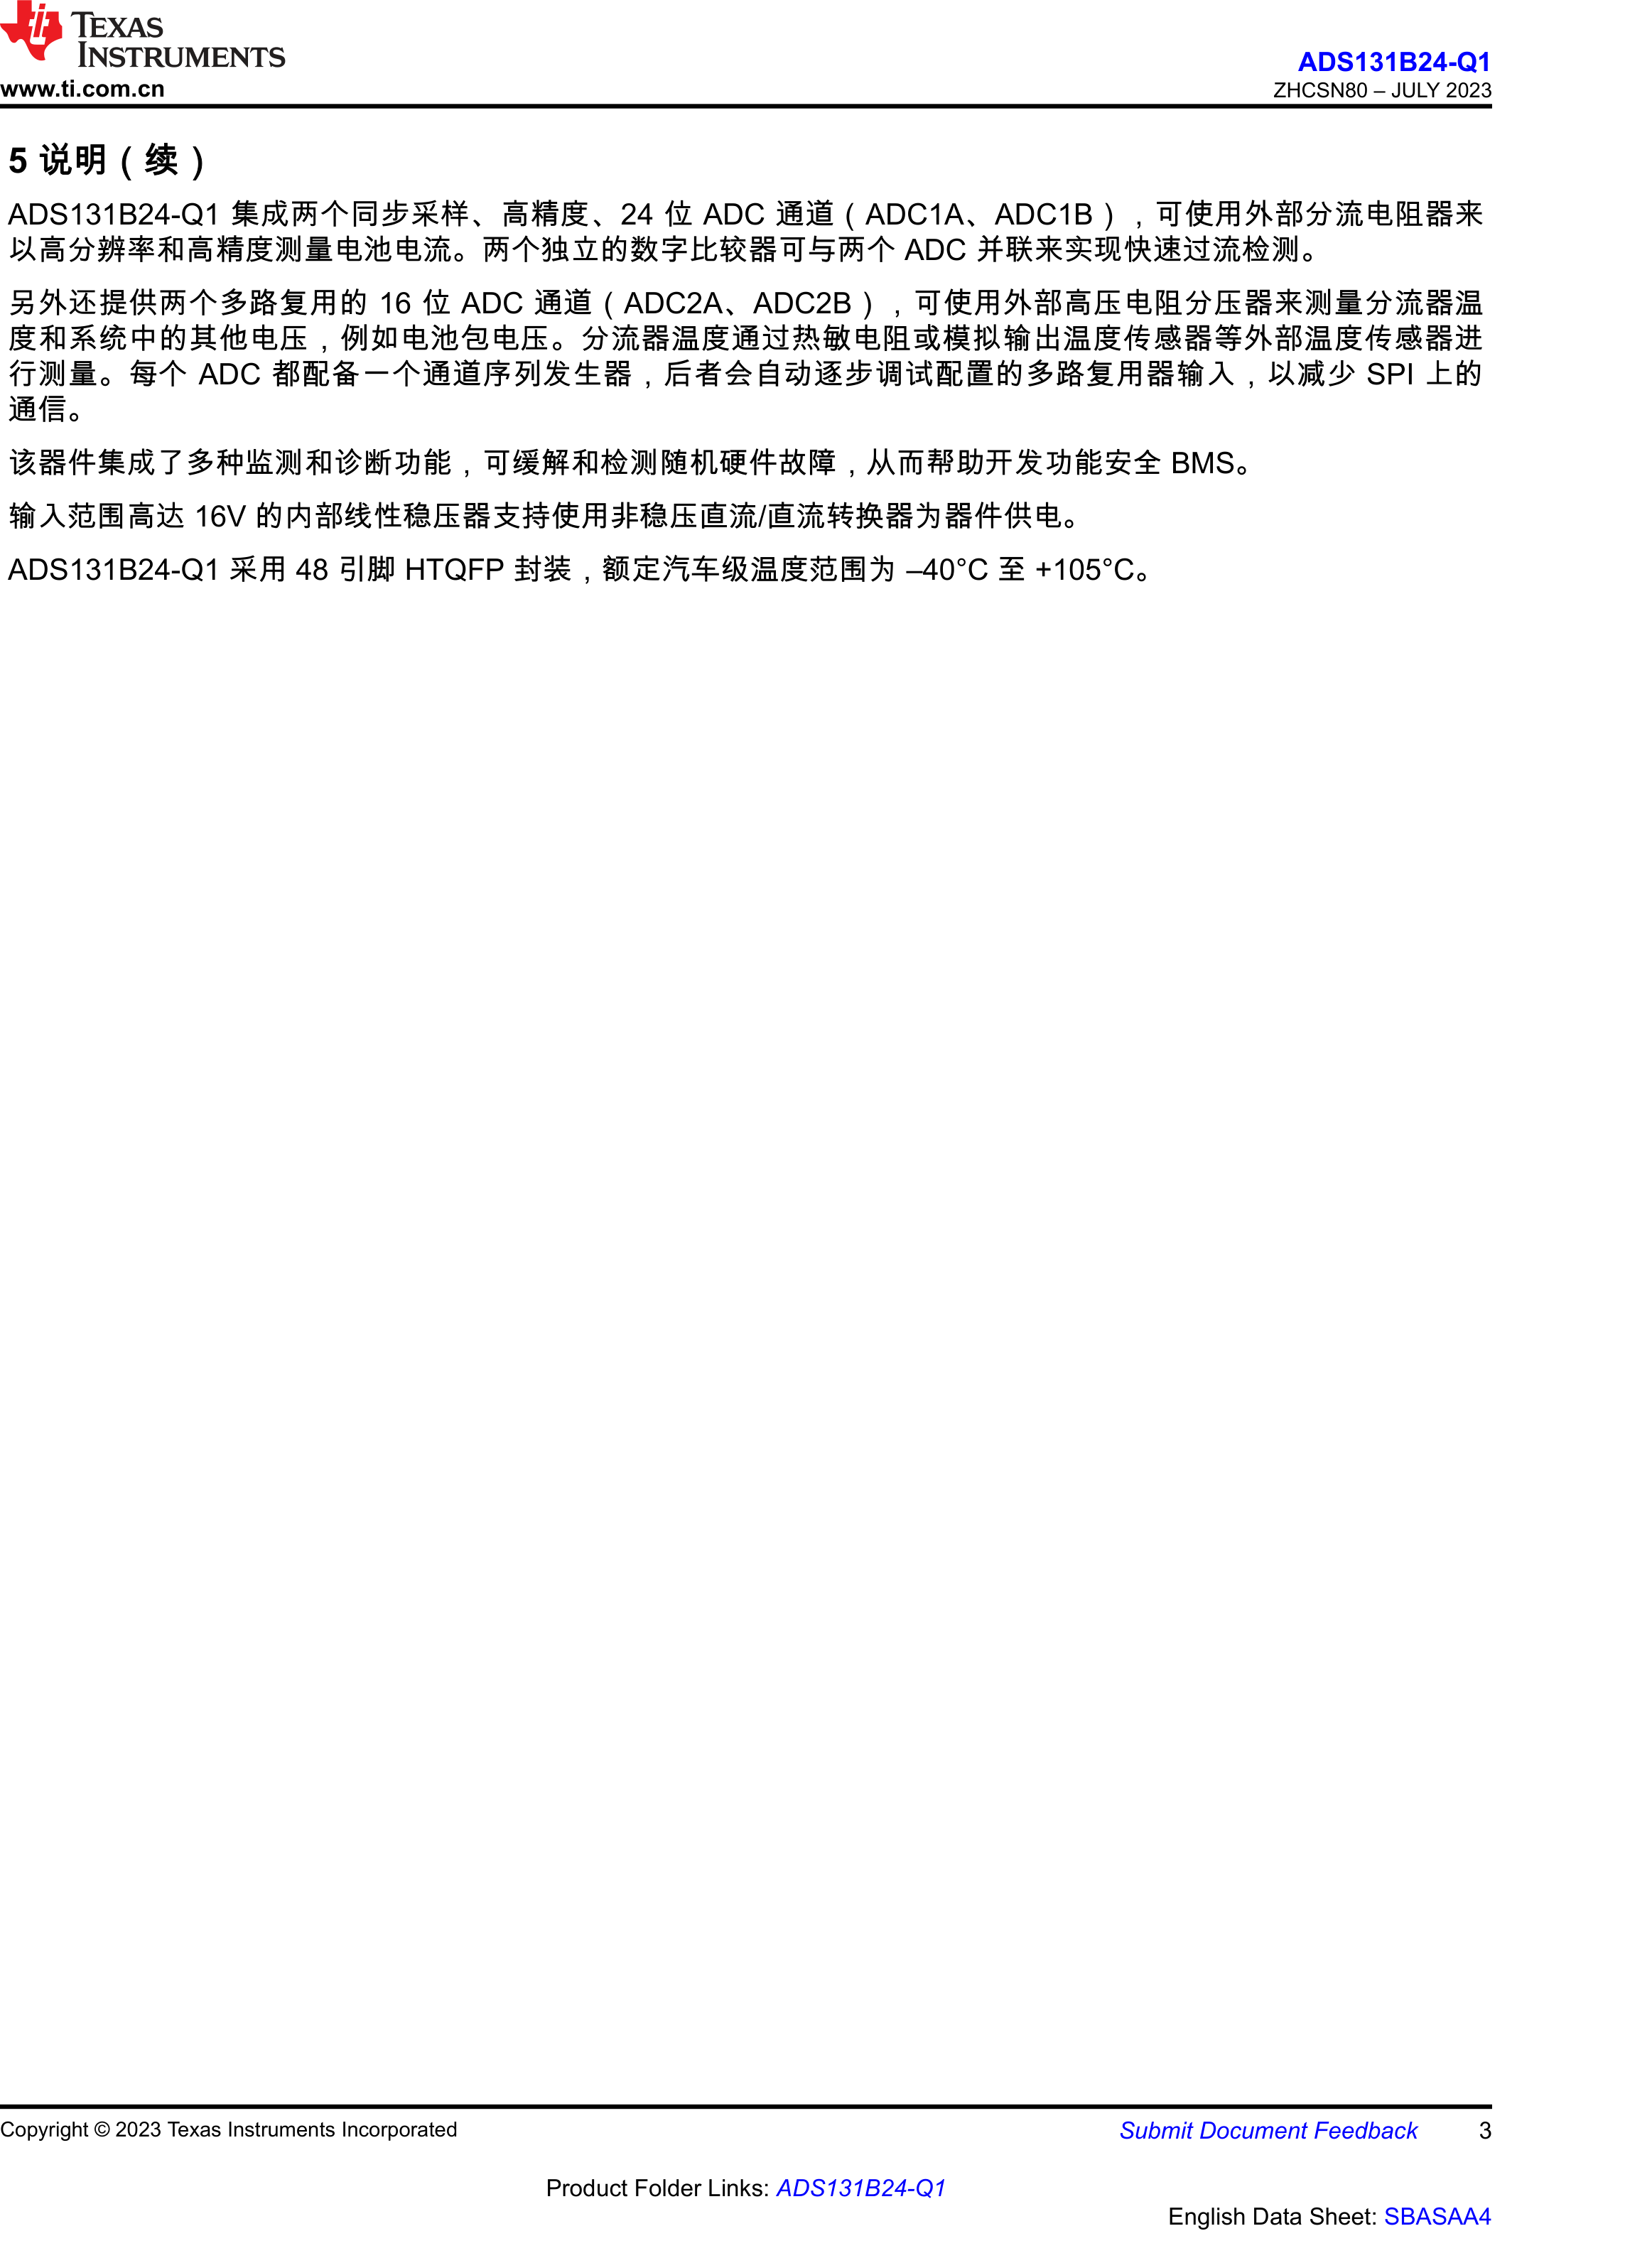 TEXAS
INSTRUMENTS
www.ti.com.cn
ADS131B24-Q1
ZHCSN80 – JULY 2023
5 说明（续）
ADS131B24-Q1 集成两个同步采样、高精度、24 位 ADC 通道（ADC1A、ADC1B），可使用外部分流电阻器来
以高分辨率和高精度测量电池电流。两个独立的数字比较器可与两个 ADC 并联来实现快速过流检测。
另外还提供两个多路复用的 16 位 ADC 通道（ADC2A、ADC2B），可使用外部高压电阻分压器来测量分流器温
度和系统中的其他电压，例如电池包电压。分流器温度通过热敏电阻或模拟输出温度传感器等外部温度传感器进
行测量。每个 ADC 都配备一个通道序列发生器，后者会自动逐步调试配置的多路复用器输入，以减少 SPI 上的
通信。
该器件集成了多种监测和诊断功能，可缓解和检测随机硬件故障，从而帮助开发功能安全 BMS。
输入范围高达 16V 的内部线性稳压器支持使用非稳压直流/直流转换器为器件供电。
ADS131B24-Q1 采用 48 引脚 HTQFP 封装，额定汽车级温度范围为 –40°C 至 +105°C。
Copyright © 2023 Texas Instruments Incorporated
Submit Document Feedback 3
Product Folder Links: ADS131B24-Q1
English Data Sheet: SBASAA4